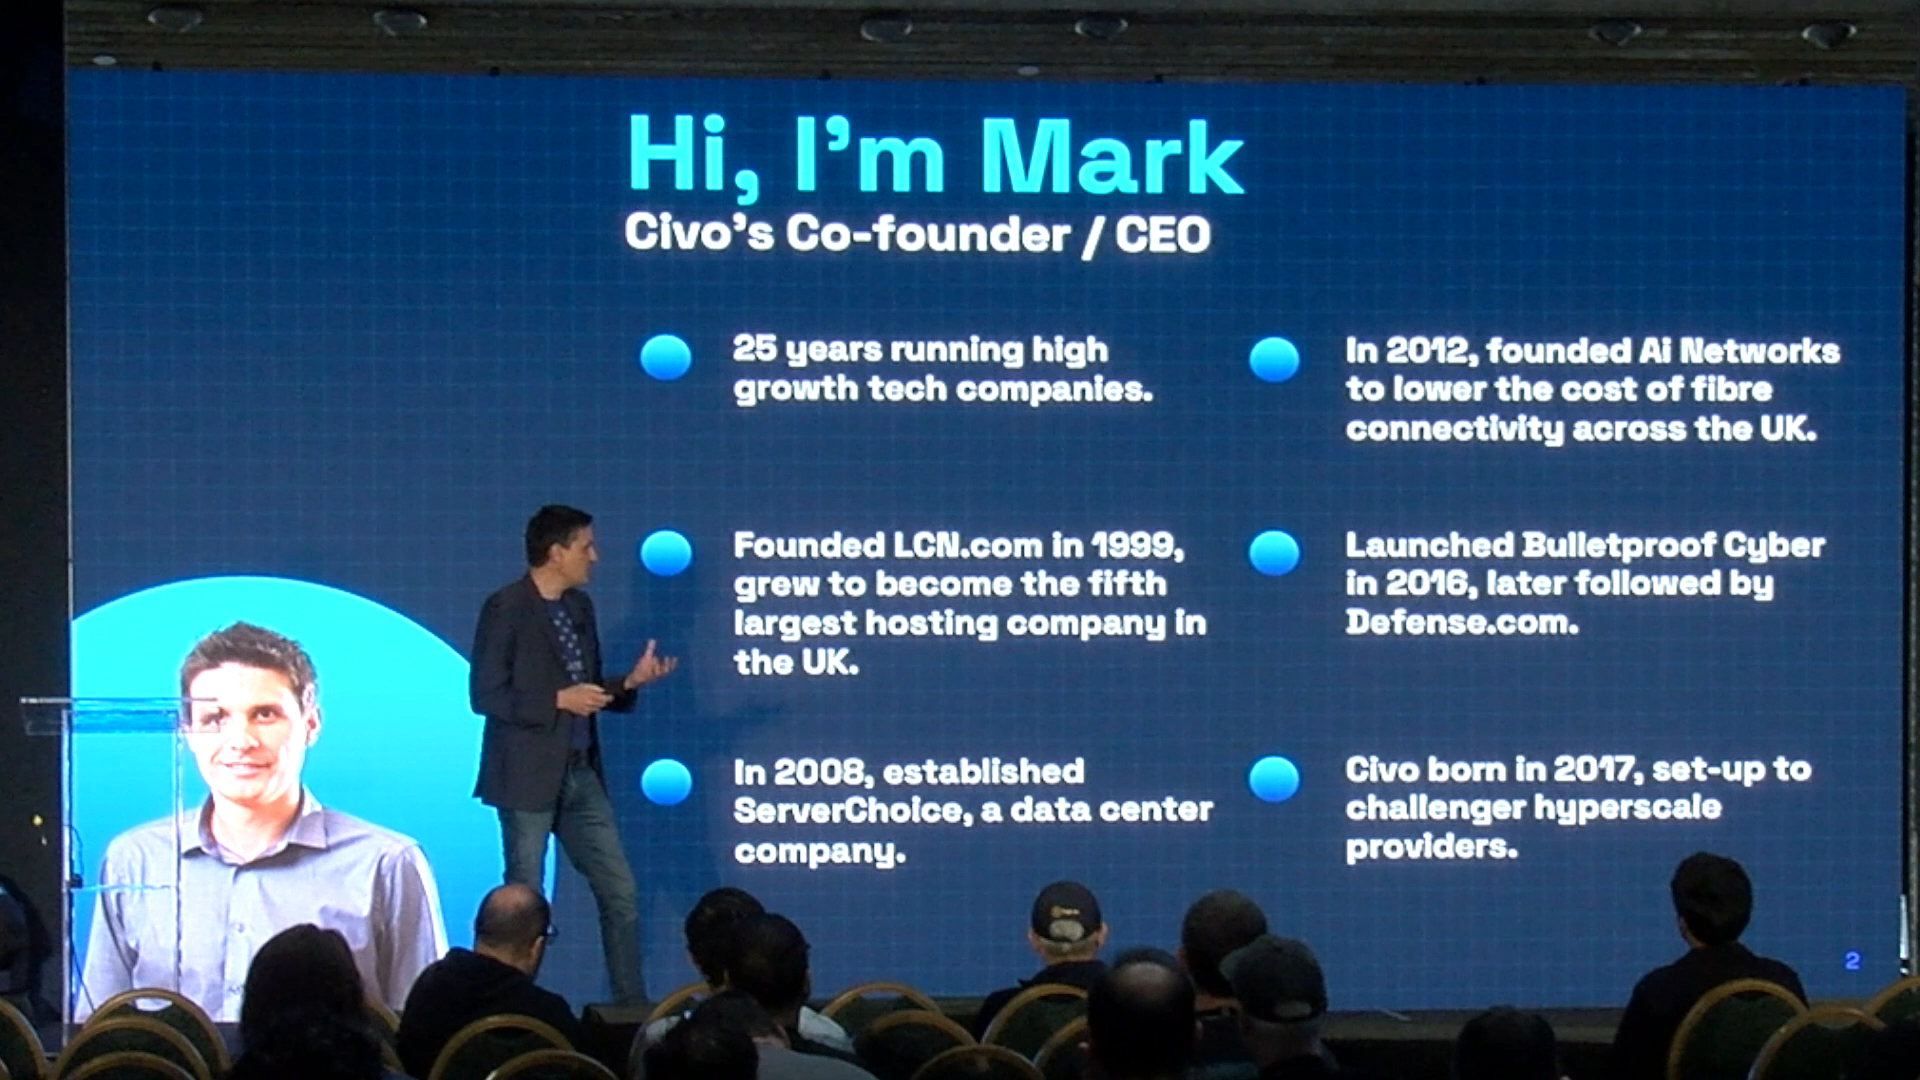 Hi, I'm Mark
Civo's Co-founder / CEO
25 years running high
growth tech companies.
Founded LCN.com in 1999,
grew to become the fifth
largest hosting company in
the UK.
In 2008, established
ServerChoice, a data center
company.
In 2012, founded Ai Networks
to lower the cost of fibre
connectivity across the UK.
Launched Bulletproof Cyber
in 2016, later followed by
Defense.com.
Civo born in 2017, set-up to
challenger hyperscale
providers.
2